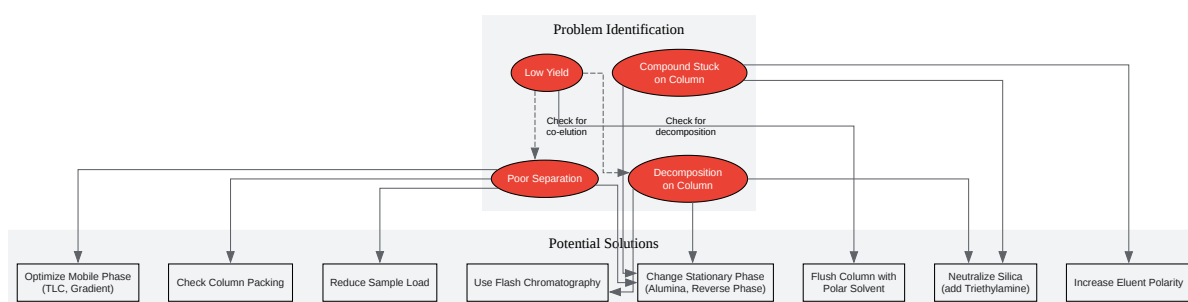 Problem Identification
Low Yield
Compound Stuck
on Column
Check for
co-elution
Check for
decomposition
Poor Separation
Decomposition
on Column
Potential Solutions
Optimize Mobile Phase
(TLC, Gradient)
Check Column Packing
Reduce Sample Load
Use Flash Chromatography
Change Stationary Phase
(Alumina, Reverse Phase)
Flush Column with
Polar Solvent
Neutralize Silica
(add Triethylamine)
Increase Eluent Polarity